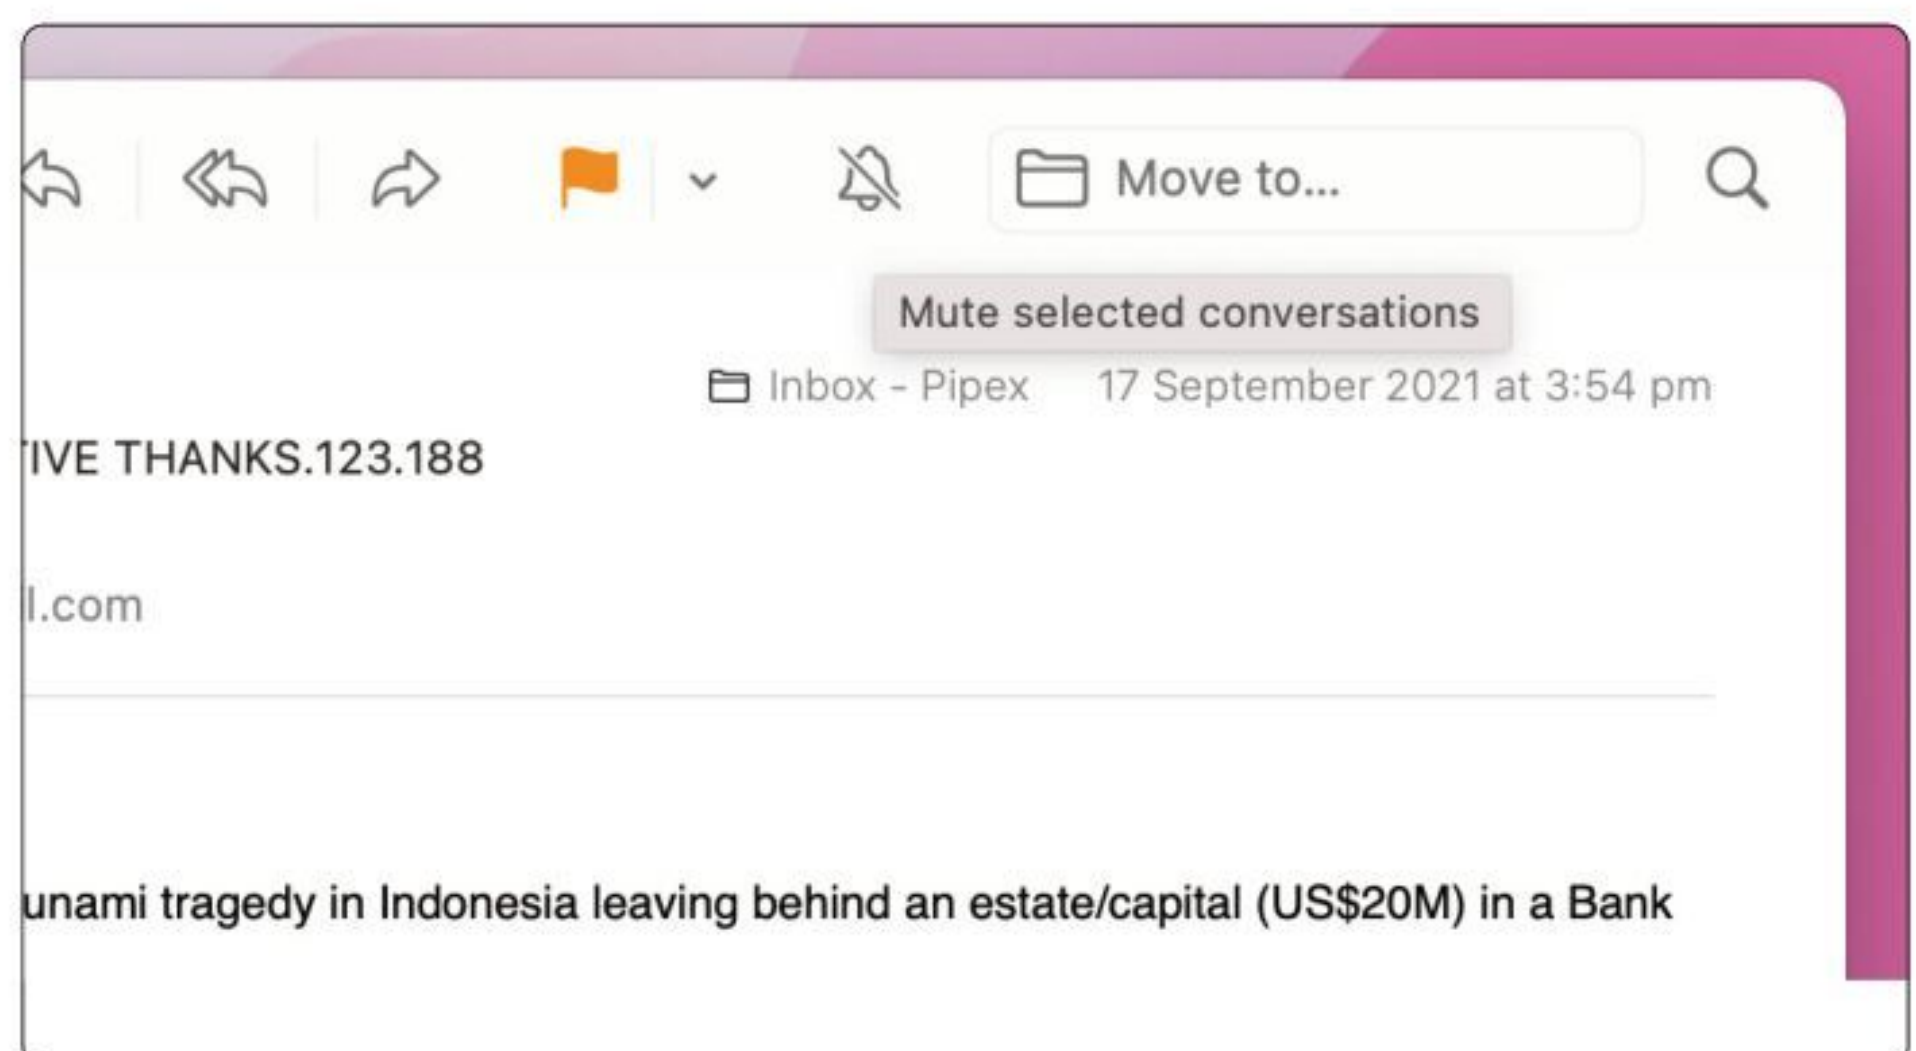 Move to...
Mute selected conversations
Inbox - Pipex 17 September 2021 at 3:54 pm
TIVE THANKS.123.188
l.com
unami tragedy in Indonesia leaving behind an estate/capital (US$20M) in a Bank